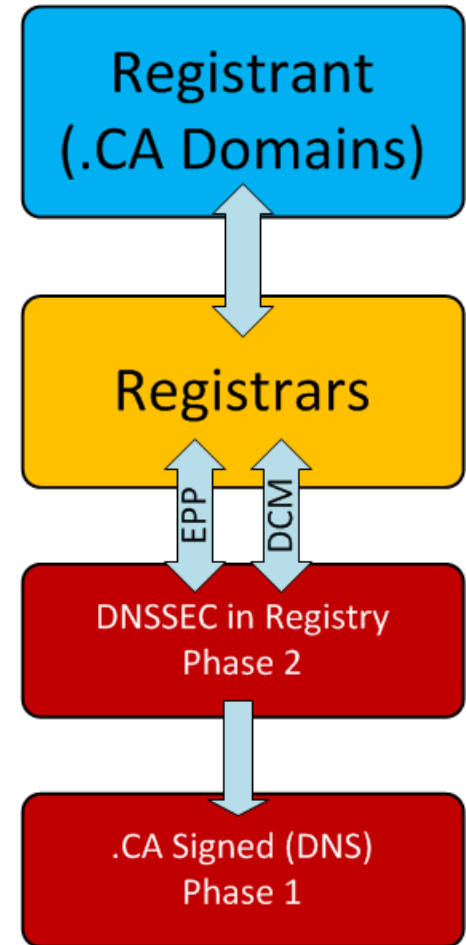 Registrant
(.CA Domains)
Registrars
EPP
DCM
DNSSEC in Registry
Phase 2
.CA Signed (DNS)
Phase 1